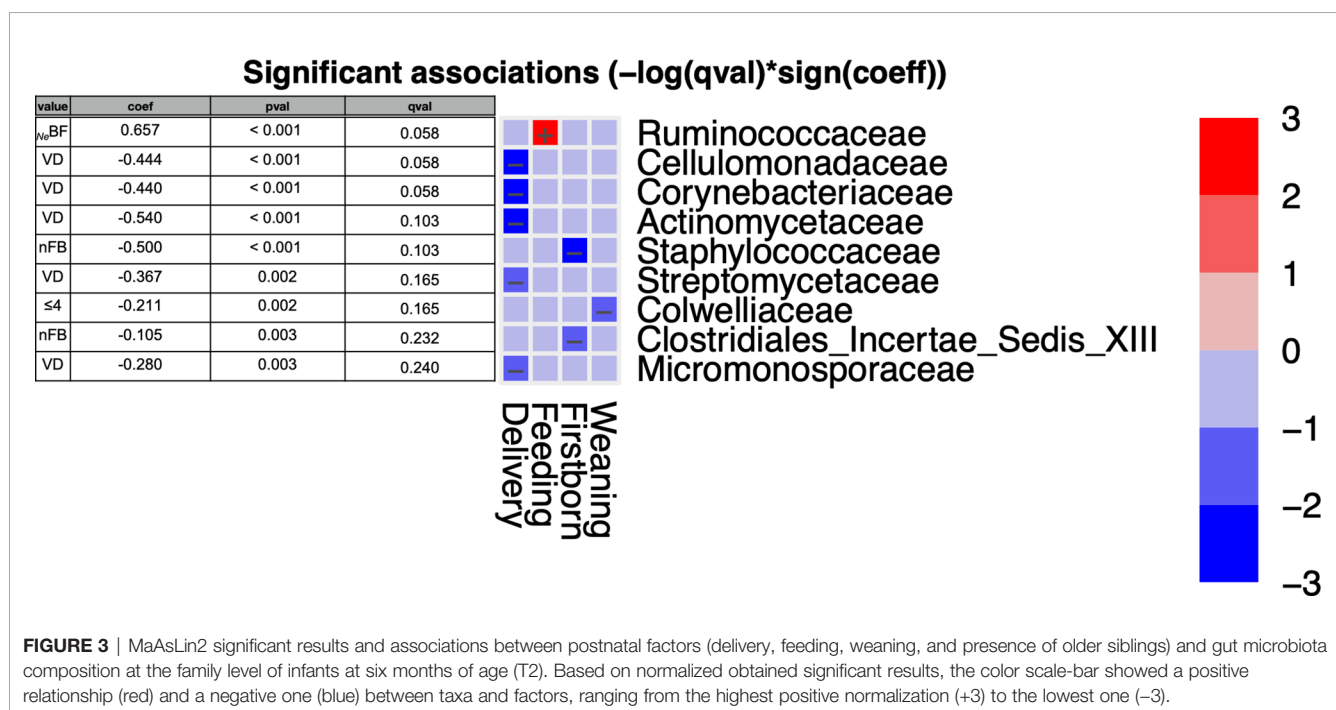 Significant associations (−log(qval)*sign(coeff))
value coef pval qval
NeBF 0.657 < 0.001 0.058 + Ruminococcaceae
VD -0.444 < 0.001 0.058 − Cellulomonadaceae
VD -0.440 < 0.001 0.058 − Corynebacteriaceae
VD -0.540 < 0.001 0.103 − Actinomycetaceae
nFB -0.500 < 0.001 0.103 − Staphylococcaceae
VD -0.367 0.002 0.165 − Streptomycetaceae
≤4 -0.211 0.002 0.165 − Colwelliaceae
nFB -0.105 0.003 0.232 − Clostridiales_Incertae_Sedis_XIII
VD -0.280 0.003 0.240 − Micromonosporaceae
Delivery
Feeding
Firstborn
Weaning
3
2
1
0
−1
−2
−3
FIGURE 3 | MaAsLin2 significant results and associations between postnatal factors (delivery, feeding, weaning, and presence of older siblings) and gut microbiota
composition at the family level of infants at six months of age (T2). Based on normalized obtained significant results, the color scale-bar showed a positive
relationship (red) and a negative one (blue) between taxa and factors, ranging from the highest positive normalization (+3) to the lowest one (−3).